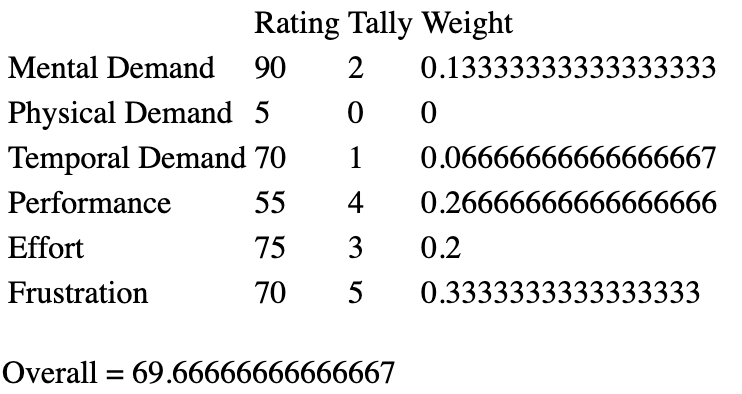 Rating Tally Weight
Mental Demand 90 2 0.13333333333333333
Physical Demand 5 0 0
Temporal Demand 70 1 0.06666666666666667
Performance 55 4 0.26666666666666666
Effort 75 3 0.2
Frustration 70 5 0.3333333333333333
Overall = 69.66666666666667